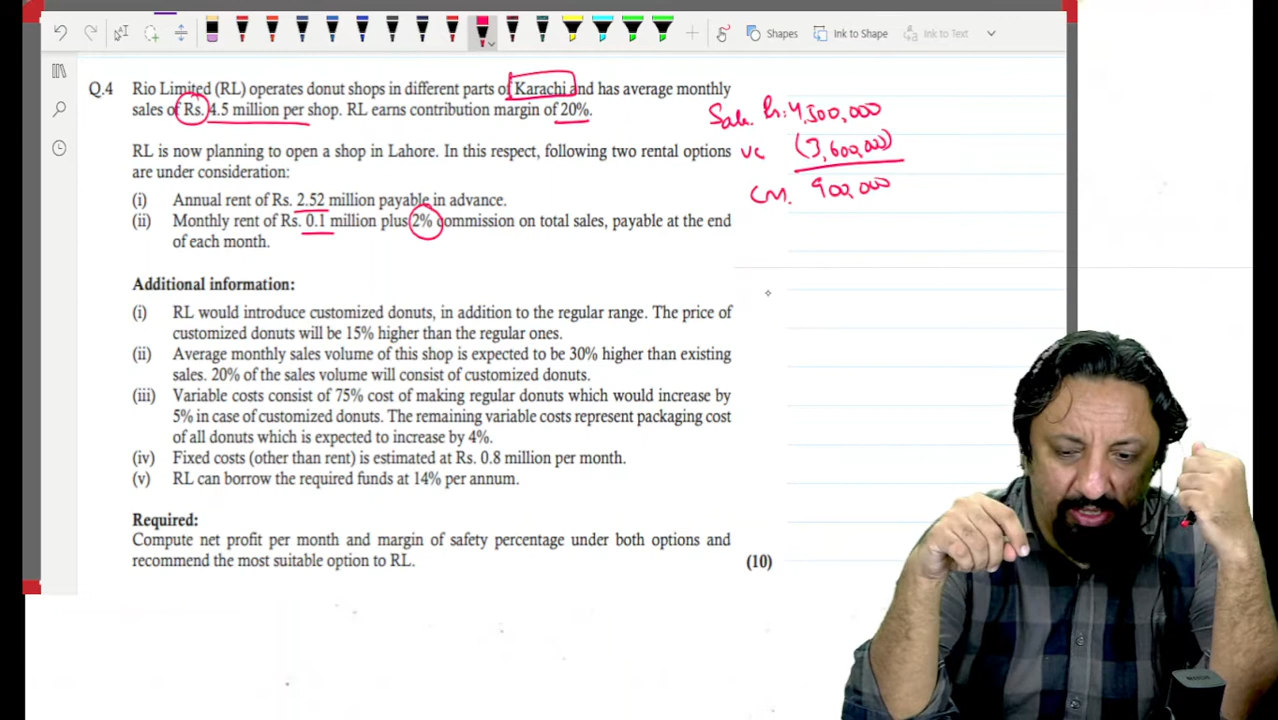 Shapes
Ink to Shape
Ink to Text
Q.4 Rio Limited (RL) operates donut shops in different parts of Karachi and has average monthly
sales of Rs. 4.5 million per shop. RL earns contribution margin of 20%.
Sale. Rs. 4,500,000
VC (3,600,000)
CM. 900,000
RL is now planning to open a shop in Lahore. In this respect, following two rental options
are under consideration:
(i) Annual rent of Rs. 2.52 million payable in advance.
(ii) Monthly rent of Rs. 0.1 million plus 2% commission on total sales, payable at the end
of each month.
Additional information:
(i) RL would introduce customized donuts, in addition to the regular range. The price of
customized donuts will be 15% higher than the regular ones.
(ii) Average monthly sales volume of this shop is expected to be 30% higher than existing
sales. 20% of the sales volume will consist of customized donuts.
(iii) Variable costs consist of 75% cost of making regular donuts which would increase by
5% in case of customized donuts. The remaining variable costs represent packaging cost
of all donuts which is expected to increase by 4%.
(iv) Fixed costs (other than rent) is estimated at Rs. 0.8 million per month.
(v) RL can borrow the required funds at 14% per annum.
Required:
Compute net profit per month and margin of safety percentage under both options and
recommend the most suitable option to RL. (10)